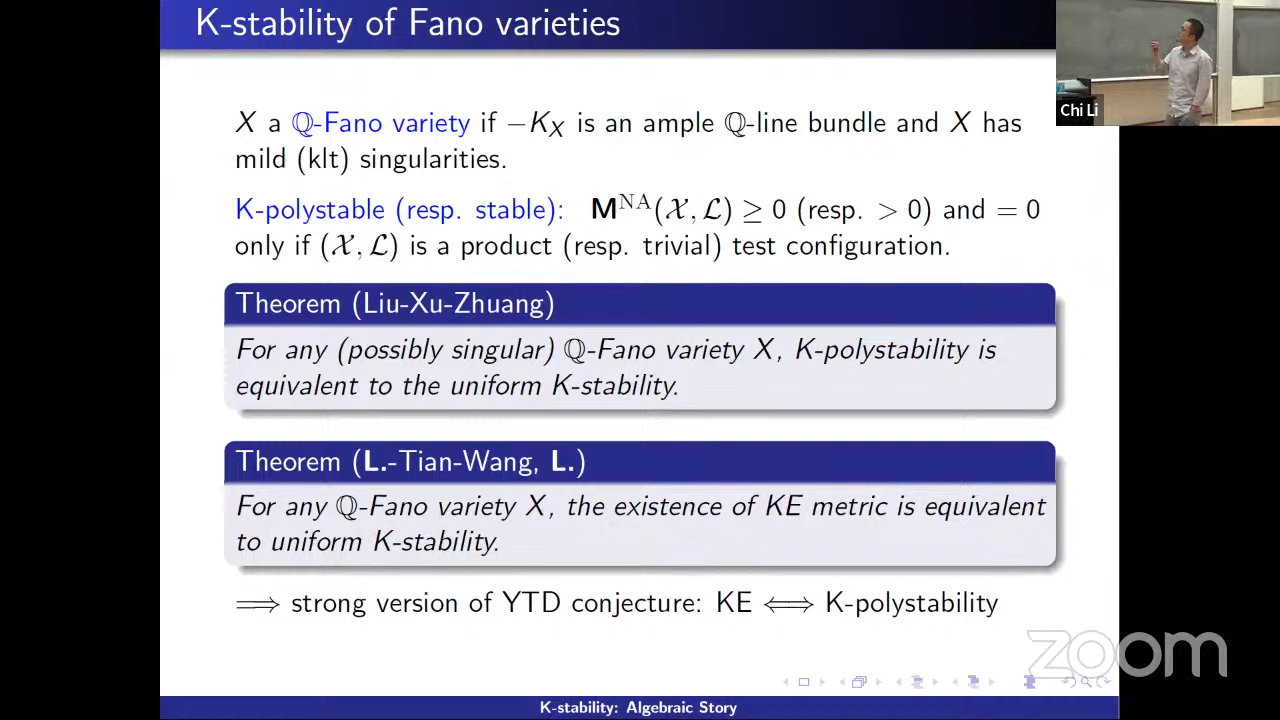 K-stability of Fano varieties
Chi Li
X a ℚ-Fano variety if −K_X is an ample ℚ-line bundle and X has
mild (klt) singularities.
K-polystable (resp. stable): M^NA(𝒳, ℒ) ≥ 0 (resp. > 0) and = 0
only if (𝒳, ℒ) is a product (resp. trivial) test configuration.
Theorem (Liu-Xu-Zhuang)
For any (possibly singular) ℚ-Fano variety X, K-polystability is
equivalent to the uniform K-stability.
Theorem (L.-Tian-Wang, L.)
For any ℚ-Fano variety X, the existence of KE metric is equivalent
to uniform K-stability.
⟹ strong version of YTD conjecture: KE ⟺ K-polystability
zoom
K-stability: Algebraic Story